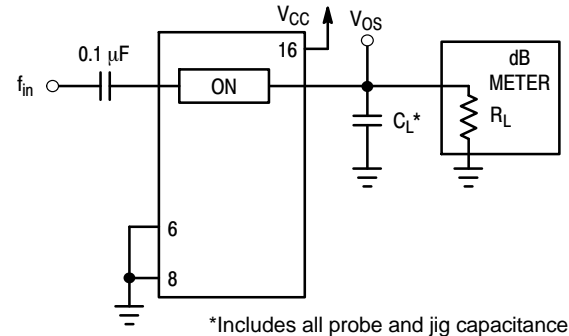 V_CC
V_OS
0.1 μF
16
dB
METER
f_in
ON
C_L*
R_L
6
8
*Includes all probe and jig capacitance